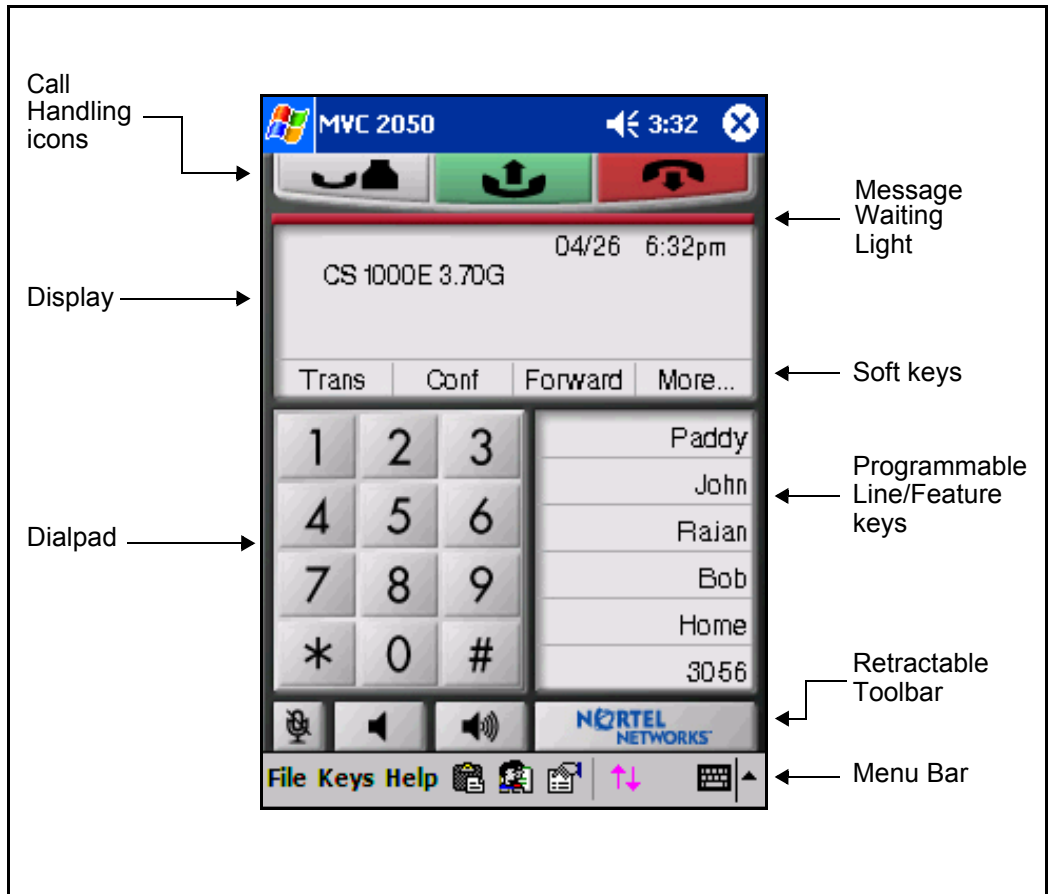 Call
Handling
icons
MVC 2050 3:32
Message
Waiting
Light
04/26 6:32pm
CS 1000E 3.70G
Display
Trans Conf Forward More...
Soft keys
1 2 3
4 5 6
7 8 9
* 0 #
Dialpad
Paddy
John
Rajan
Bob
Home
3056
Programmable
Line/Feature
keys
Retractable
Toolbar
NORTEL
NETWORKS
File Keys Help
Menu Bar